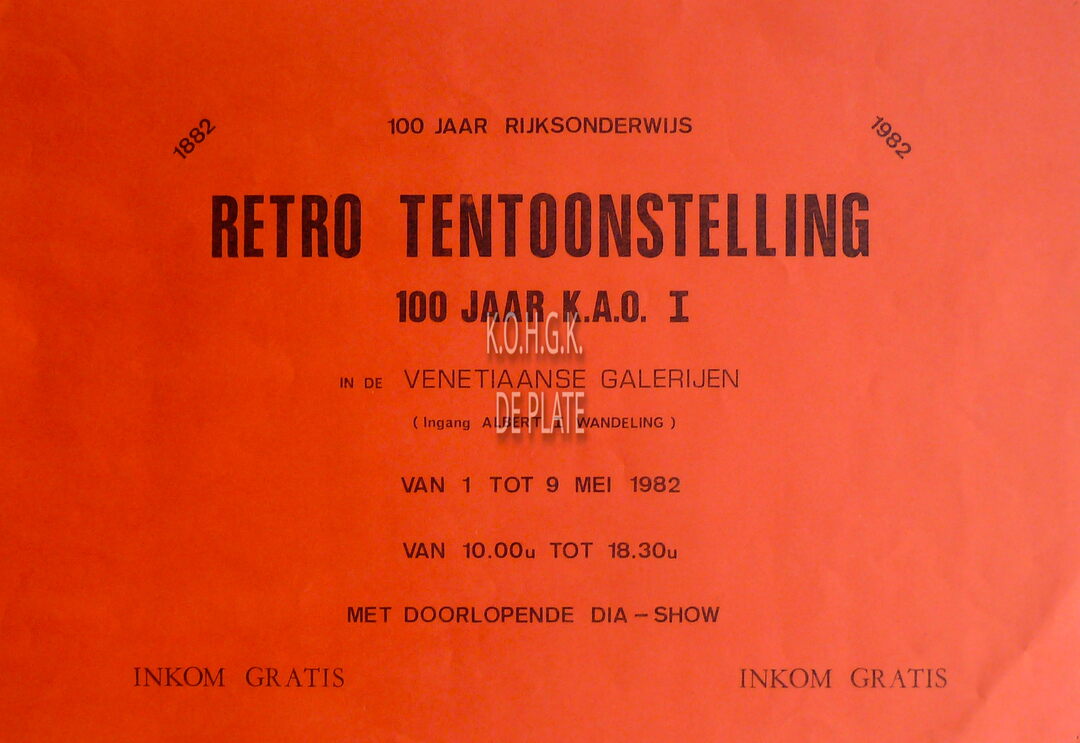 1882
100 JAAR RIJKSONDERWIJS
1982
RETRO TENTOONSTELLING
100 JAAR K.A.O. I
K.O.H.G.K.
IN DE VENETIAANSE GALERIJEN
DE PLATE
( Ingang ALBERT I WANDELING )
VAN 1 TOT 9 MEI 1982
VAN 10.00u TOT 18.30u
MET DOORLOPENDE DIA – SHOW
INKOM GRATIS
INKOM GRATIS